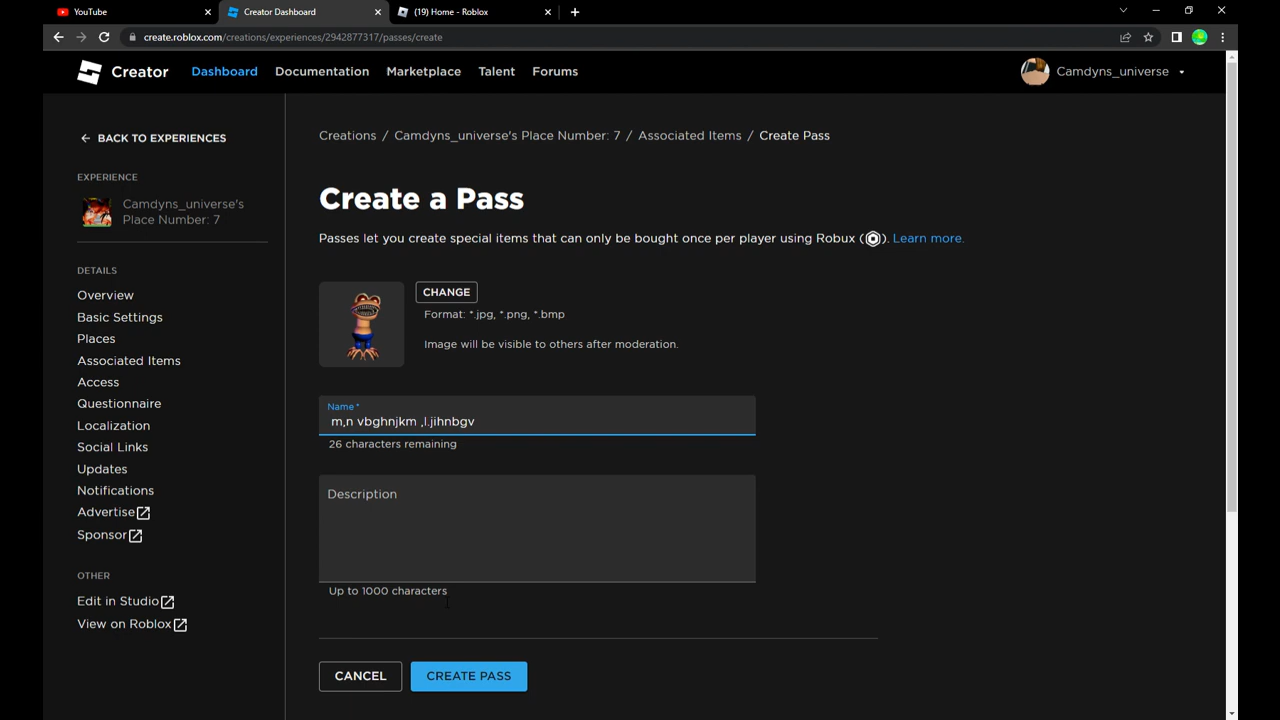 YouTube
Creator Dashboard
(19) Home - Roblox
create.roblox.com/creations/experiences/2942877317/passes/create
Creator
Dashboard
Documentation
Marketplace
Talent
Forums
Camdyns_universe
BACK TO EXPERIENCES
Creations / Camdyns_universe's Place Number: 7 / Associated Items / Create Pass
EXPERIENCE
Camdyns_universe's
Place Number: 7
DETAILS
Overview
Basic Settings
Places
Associated Items
Access
Questionnaire
Localization
Social Links
Updates
Notifications
Advertise
Sponsor
OTHER
Edit in Studio
View on Roblox
Create a Pass
Passes let you create special items that can only be bought once per player using Robux ( ). Learn more.
CHANGE
Format: *.jpg, *.png, *.bmp
Image will be visible to others after moderation.
Name*
m,n vbghnjkm ,l.jihnbgv
26 characters remaining
Description
Up to 1000 characters
CANCEL
CREATE PASS